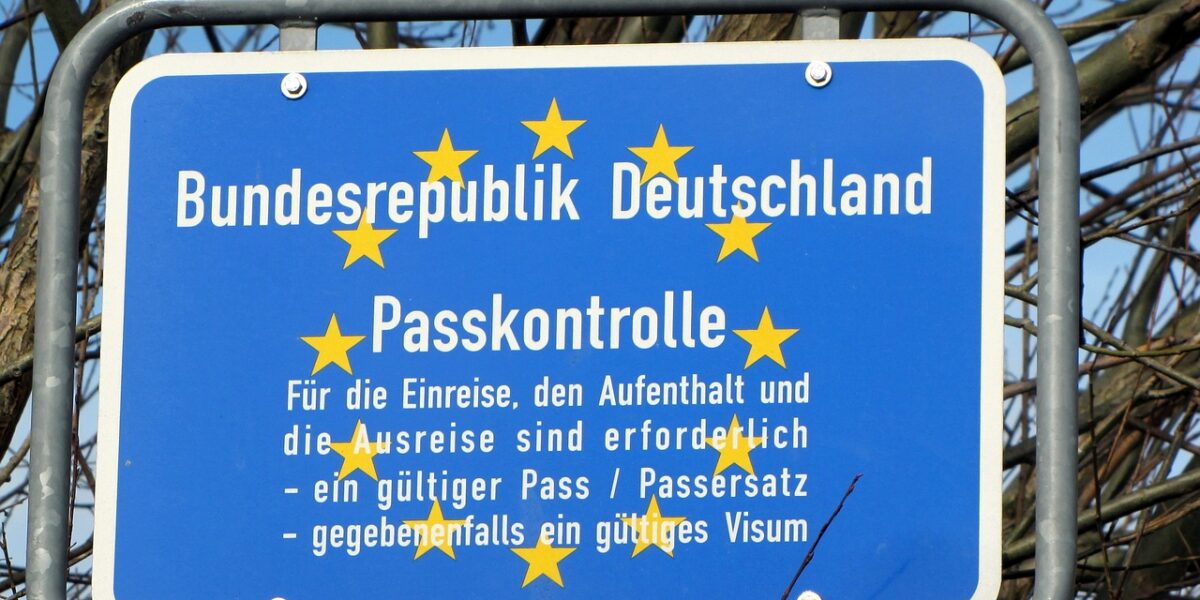 Bundesrepublik Deutschland
Passkontrolle
Für die Einreise, den Aufenthalt und
die Ausreise sind erforderlich
- ein gültiger Pass / Passersatz
- gegebenenfalls ein gültiges Visum